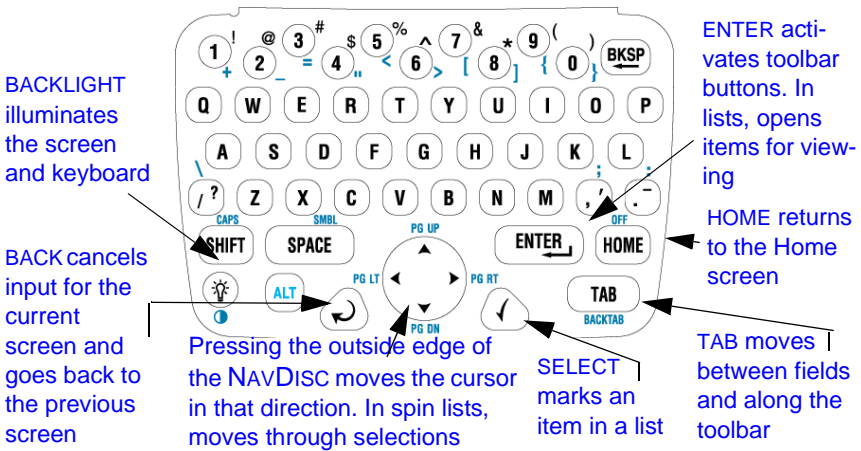 ENTER acti-
vates toolbar
buttons. In
lists, opens
items for view-
ing
BACKLIGHT
illuminates
the screen
and keyboard
! @ # $ % ^ & * ( )
1 2 3 4 5 6 7 8 9 0 BKSP
+ _ = " < > [ ] { }
Q W E R T Y U I O P
A S D F G H J K L
\ ; :
/ ? Z X C V B N M , ' . -
CAPS SMBL PG UP OFF
SHIFT SPACE ENTER HOME
PG LT PG RT
ALT TAB
PG DN BACKTAB
HOME returns
to the Home
screen
BACK cancels
input for the
current
screen and
goes back to
the previous
screen
Pressing the outside edge of
the NAVDISC moves the cursor
in that direction. In spin lists,
moves through selections
SELECT
marks an
item in a list
TAB moves
between fields
and along the
toolbar